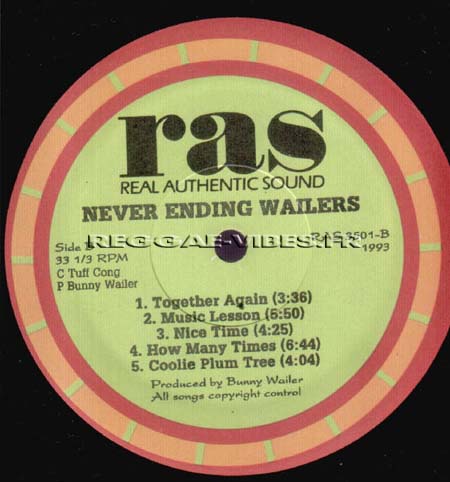 ras
REAL AUTHENTIC SOUND
NEVER ENDING WAILERS
REGGAE-VIBES.FR
Side B
RAS 3501-B
33 1/3 RPM
1993
C Tuff Cong
P Bunny Wailer
1. Together Again (3:36)
2. Music Lesson (5:50)
3. Nice Time (4:25)
4. How Many Times (6:44)
5. Coolie Plum Tree (4:04)
Produced by Bunny Wailer
All songs copyright control